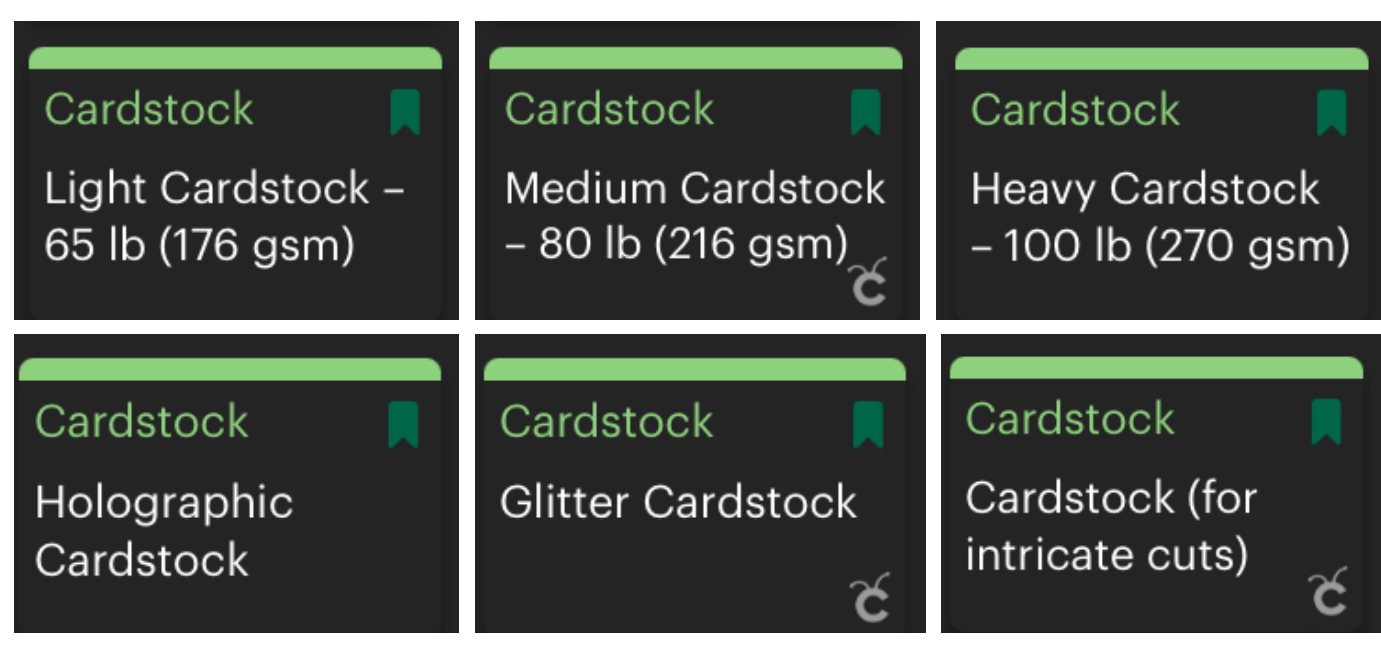 Cardstock
Light Cardstock –
65 lb (176 gsm)
Cardstock
Medium Cardstock
– 80 lb (216 gsm)
Cardstock
Heavy Cardstock
– 100 lb (270 gsm)
Cardstock
Holographic
Cardstock
Cardstock
Glitter Cardstock
Cardstock
Cardstock (for
intricate cuts)